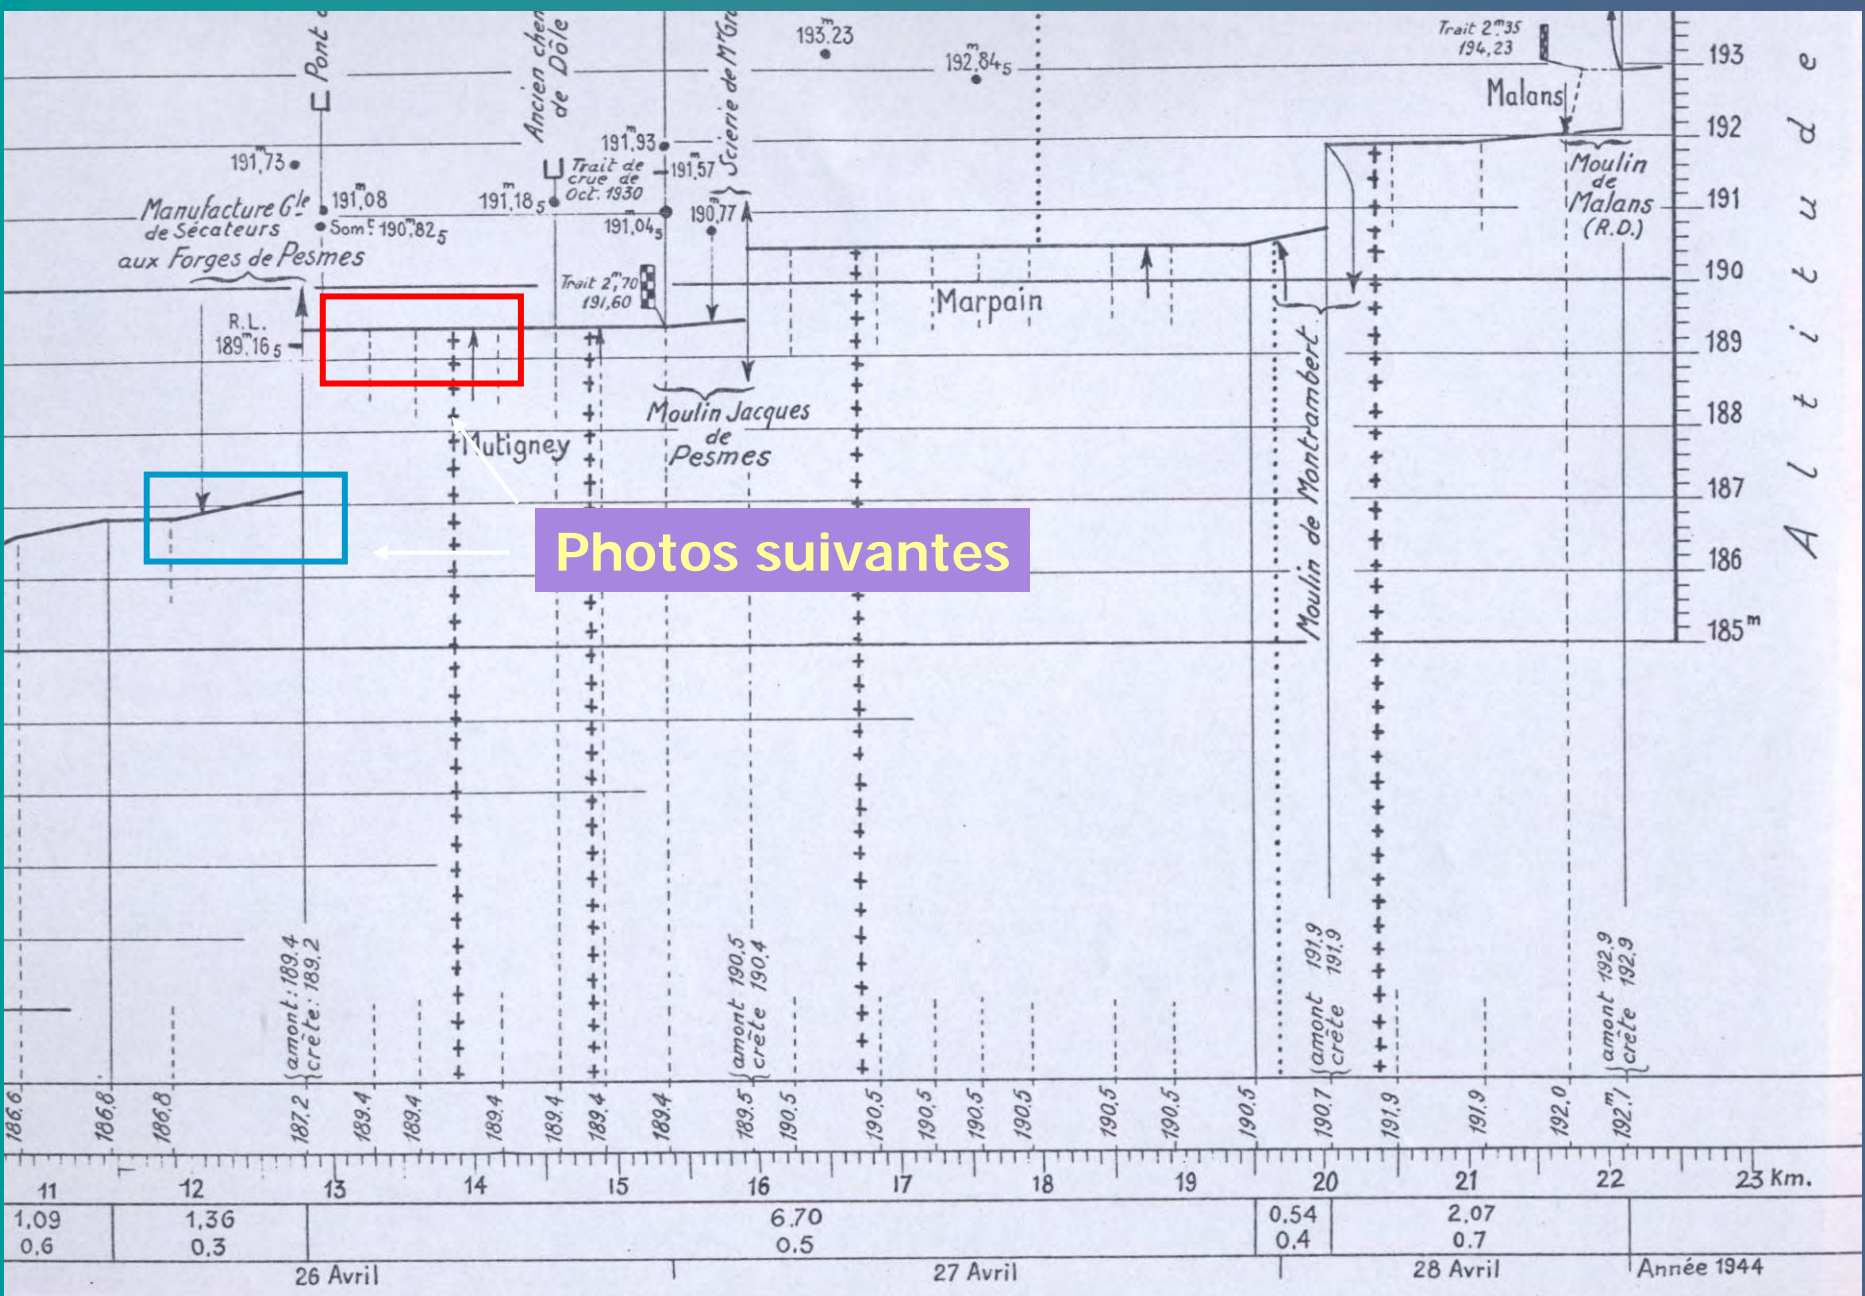 Pont
Ancien
de Dôle
Scierie de Mr
193,23
192,84₅
Trait 2,m35
194,23
Malans
191,73
191,93
191,57
Trait de
crue de
Oct. 1930
191,08
191,18₅
191,04₅
190,77
Som.t 190,82₅
Manufacture Gle
de Sécateurs
aux Forges de Pesmes
Trait 2,m70
191,60
R.L.
189,m16₅
Marpain
Moulin
de
Malans
(R.D.)
Moulin Jacques
de
Pesmes
Mutigney
Moulin de Montrambert
Photos suivantes
193
192
191
190
189
188
187
186
185m
amont: 189.4
crête: 189.2
amont 190,5
crête 190,4
amont 191,9
crête 191,9
amont 192,9
crête 192,9
186,6 186,8 186,8 187,2 189.4 189.4 189.4 189.4 189.4 189.4 189.5 190,5 190,5 190,5 190,5 190,5 190,5 190,5 190,5 190,7 191,9 191,9 192,0 192,7m
11 12 13 14 15 16 17 18 19 20 21 22 23 Km.
1,09 1,36 6,70 0,54 2,07
0.6 0.3 0.5 0.4 0.7
26 Avril 27 Avril 28 Avril Année 1944